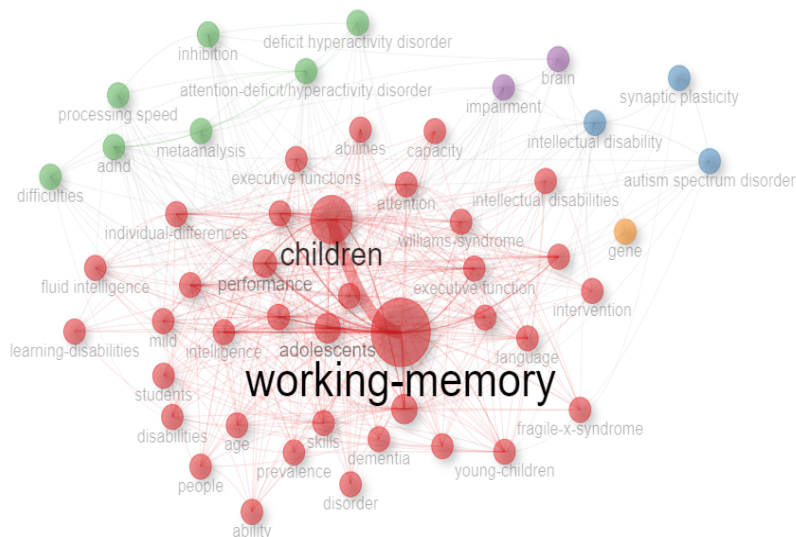 deficit hyperactivity disorder
inhibition
brain
attention-deficit/hyperactivity disorder
synaptic plasticity
impairment
processing speed
intellectual disability
abilities
capacity
metaanalysis
adhd
executive functions
autism spectrum disorder
difficulties
attention
intellectual disabilities
individual-differences
williams-syndrome
gene
children
fluid intelligence
performance
executive function
intervention
learning-disabilities
mild
intelligence
adolescents
language
working-memory
students
disabilities
age
skills
fragile-x-syndrome
dementia
prevalence
young-children
people
disorder
ability